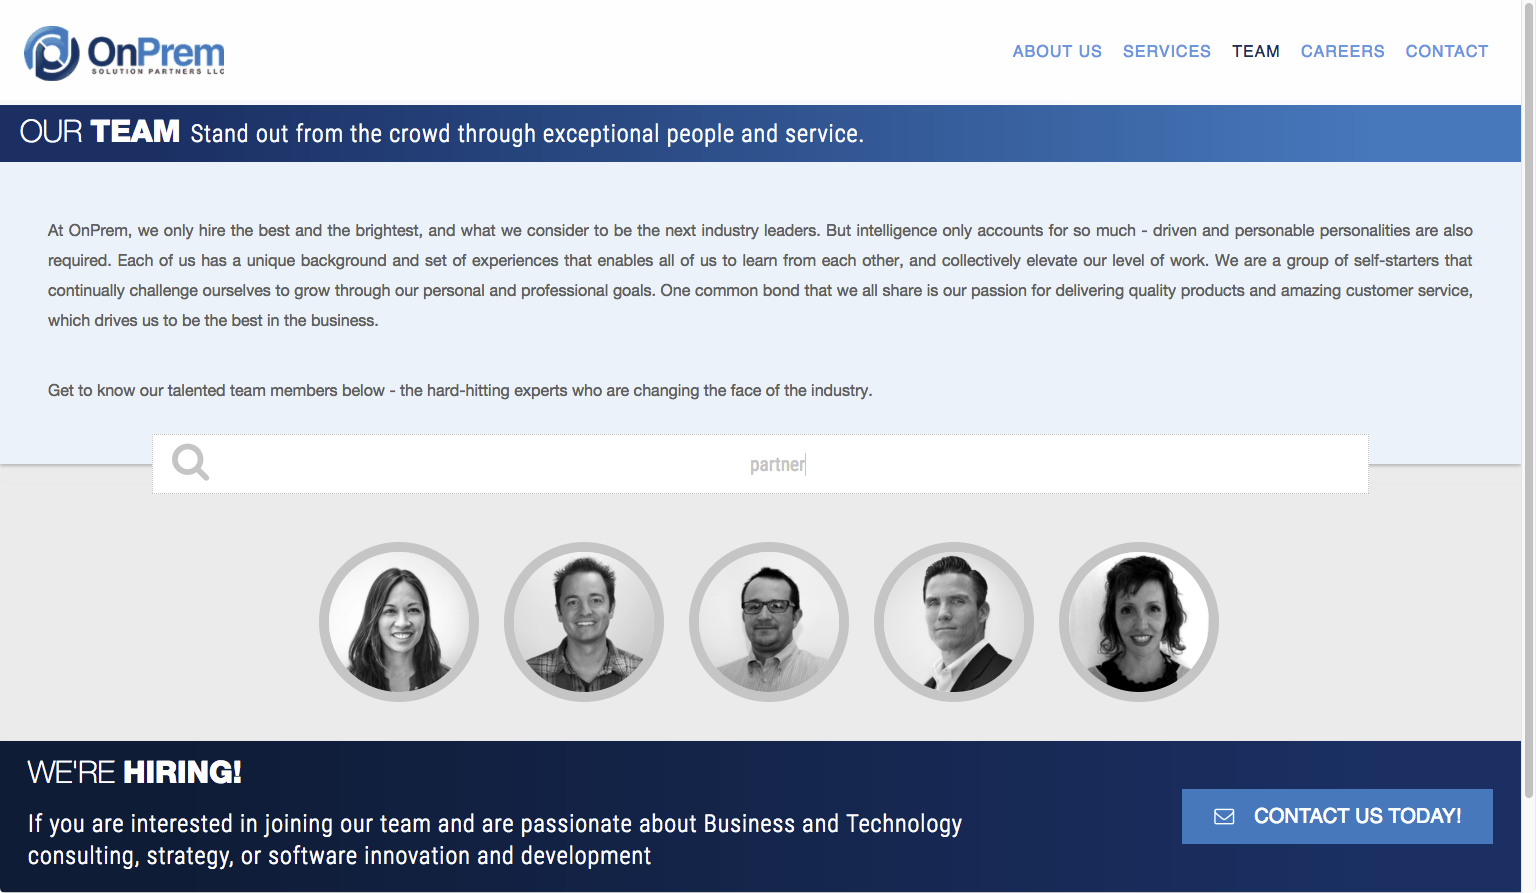 OnPrem
SOLUTION PARTNERS LLC
ABOUT US SERVICES TEAM CAREERS CONTACT
OUR TEAM Stand out from the crowd through exceptional people and service.
At OnPrem, we only hire the best and the brightest, and what we consider to be the next industry leaders. But intelligence only accounts for so much - driven and personable personalities are also
required. Each of us has a unique background and set of experiences that enables all of us to learn from each other, and collectively elevate our level of work. We are a group of self-starters that
continually challenge ourselves to grow through our personal and professional goals. One common bond that we all share is our passion for delivering quality products and amazing customer service,
which drives us to be the best in the business.
Get to know our talented team members below - the hard-hitting experts who are changing the face of the industry.
partner
WE'RE HIRING!
If you are interested in joining our team and are passionate about Business and Technology
consulting, strategy, or software innovation and development
CONTACT US TODAY!